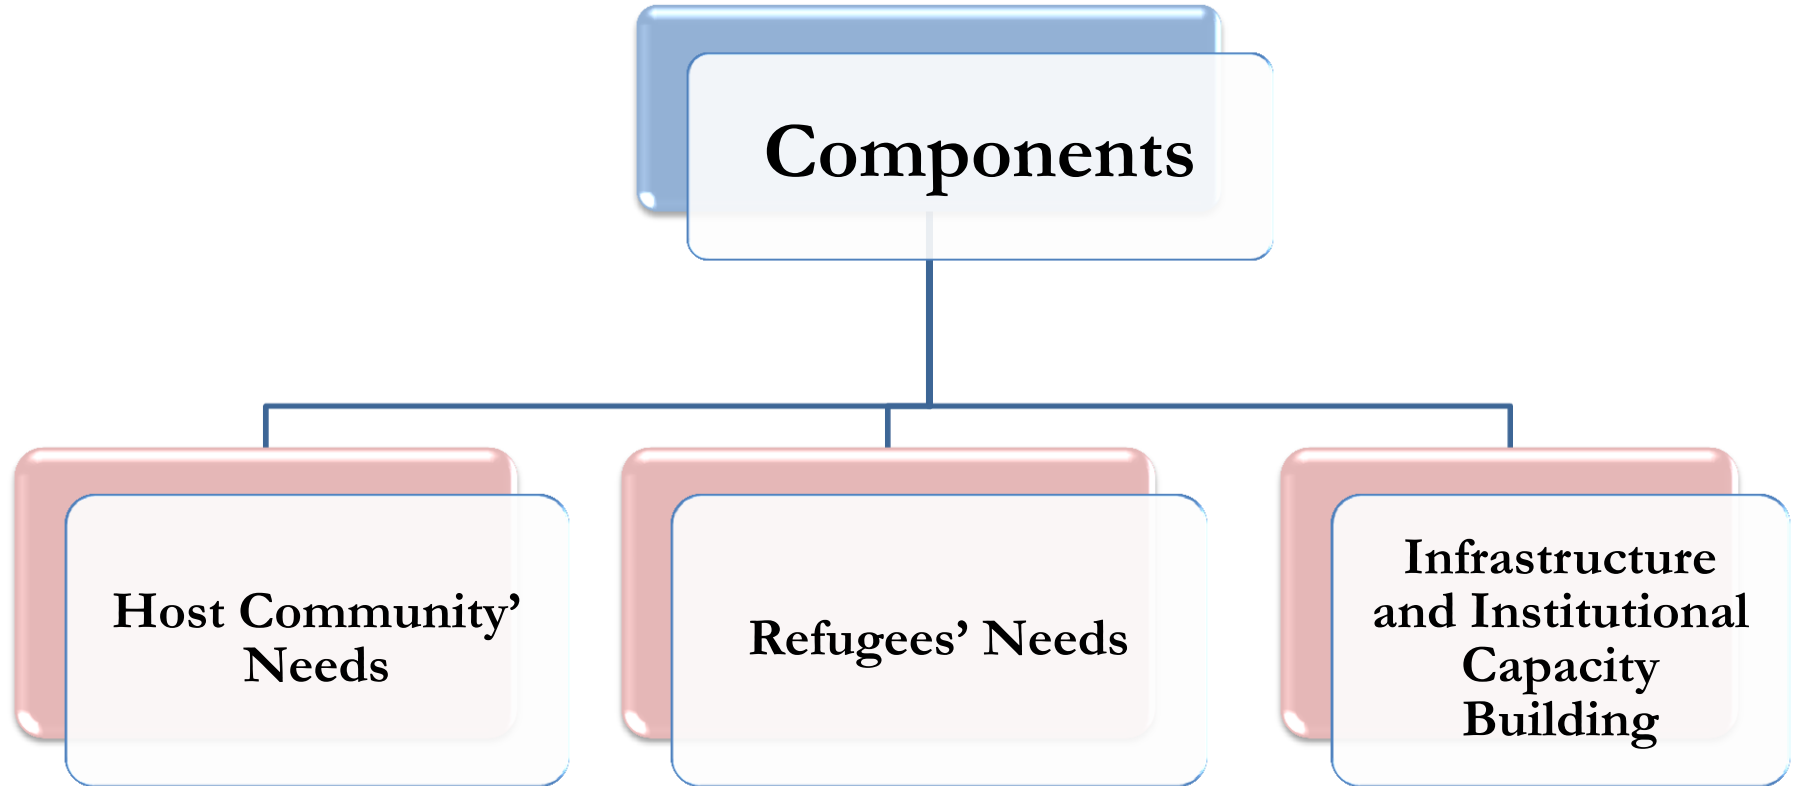 Components
Host Community’
Needs
Refugees’ Needs
Infrastructure
and Institutional
Capacity
Building